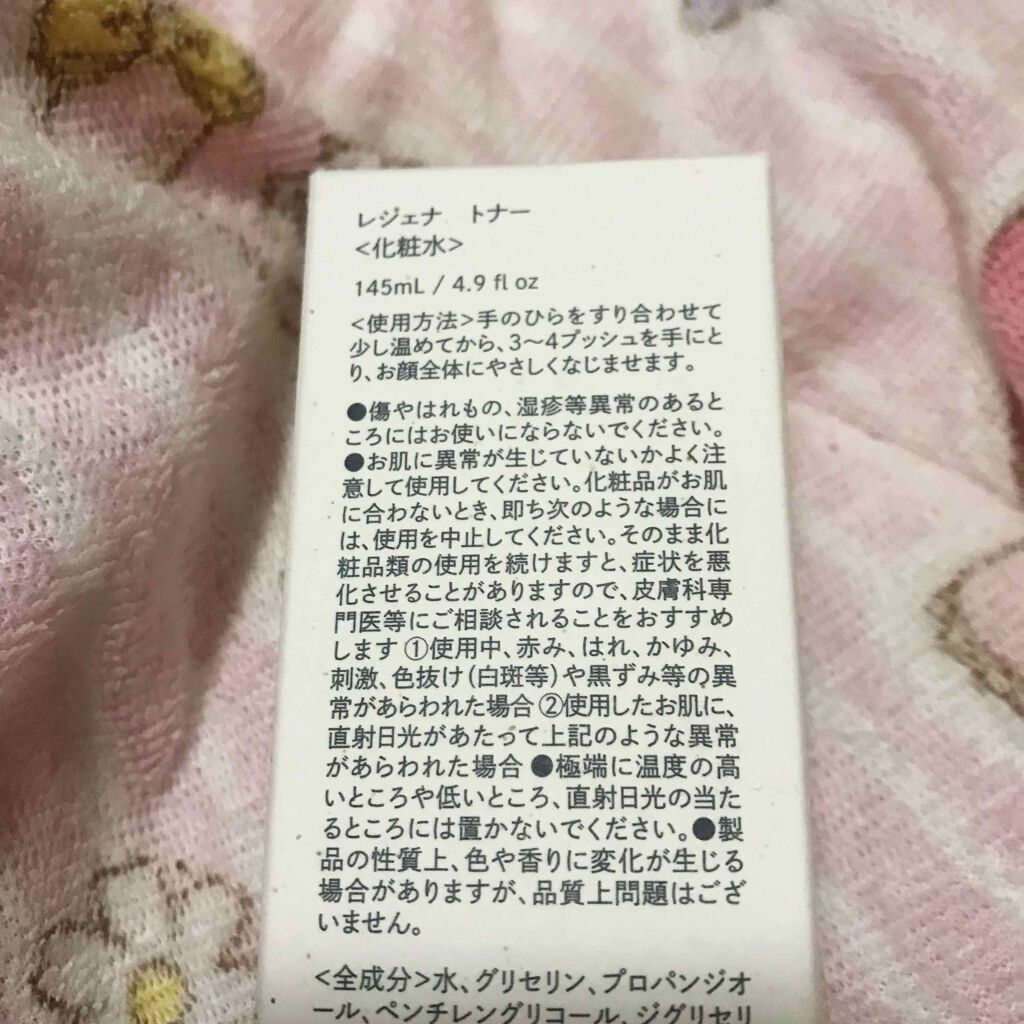 レジェナ　トナー
<化粧水>
145mL / 4.9 fl oz
<使用方法>手のひらをすり合わせて
少し温めてから、3〜4プッシュを手にと
り、お顔全体にやさしくなじませます。
●傷やはれもの、湿疹等異常のあると
ころにはお使いにならないでください。
●お肌に異常が生じていないかよく注
意して使用してください。化粧品がお肌
に合わないとき、即ち次のような場合に
は、使用を中止してください。そのまま化
粧品類の使用を続けますと、症状を悪
化させることがありますので、皮膚科専
門医等にご相談されることをおすすめ
します ①使用中、赤み、はれ、かゆみ、
刺激、色抜け(白斑等)や黒ずみ等の異
常があらわれた場合 ②使用したお肌に、
直射日光があたって上記のような異常
があらわれた場合 ●極端に温度の高
いところや低いところ、直射日光の当た
るところには置かないでください。●製
品の性質上、色や香りに変化が生じる
場合がありますが、品質上問題はござ
いません。
<全成分>水、グリセリン、プロパンジオ
ール、ペンチレングリコール、ジグリセリ